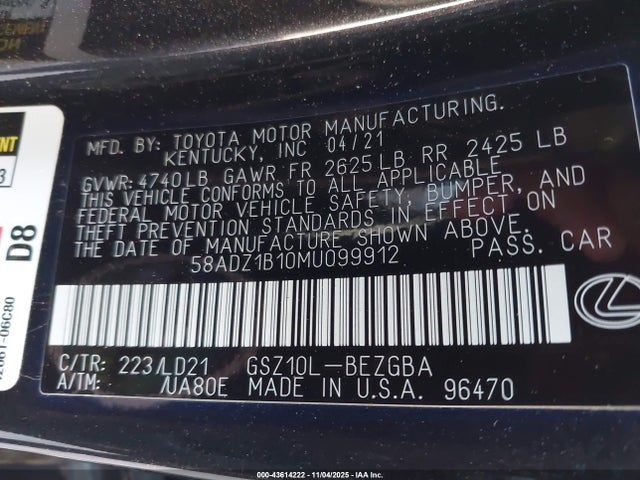 MFD. BY: TOYOTA MOTOR MANUFACTURING.
KENTUCKY, INC 04/21
GVWR: 4740LB GAWR FR 2625LB RR 2425 LB
THIS VEHICLE CONFORMS TO ALL APPLICABLE
FEDERAL MOTOR VEHICLE SAFETY, BUMPER, AND
THEFT PREVENTION STANDARDS IN EFFECT ON
THE DATE OF MANUFACTURE SHOWN ABOVE.
58ADZ1B10MU099912 PASS. CAR
C/TR: 223/LD21 GSZ10L-BEZGBA
A/TM: /UA80E MADE IN U.S.A. 96470
D8
000-43614222 - 11/04/2025 - IAA Inc.